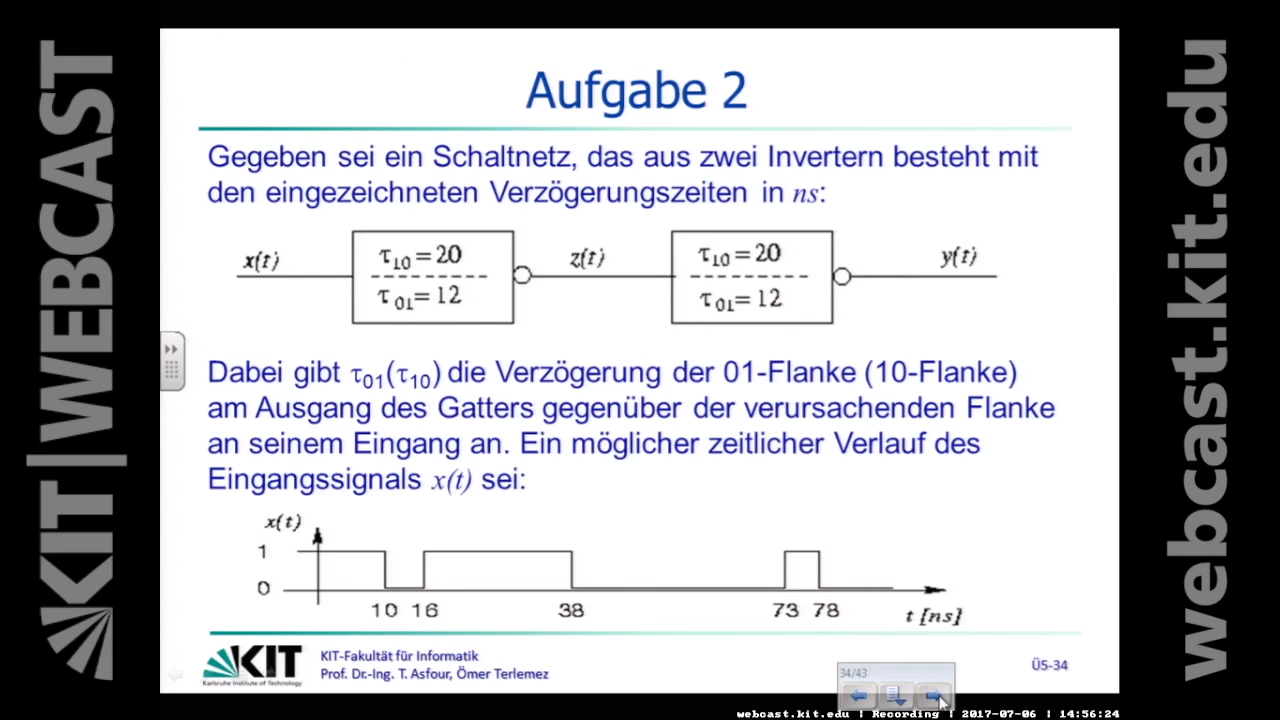 Aufgabe 2
Gegeben sei ein Schaltnetz, das aus zwei Invertern besteht mit
den eingezeichneten Verzögerungszeiten in ns:
x(t)
τ10 = 20
τ01 = 12
z(t)
τ10 = 20
τ01 = 12
y(t)
Dabei gibt τ01(τ10) die Verzögerung der 01-Flanke (10-Flanke)
am Ausgang des Gatters gegenüber der verursachenden Flanke
an seinem Eingang an. Ein möglicher zeitlicher Verlauf des
Eingangssignals x(t) sei:
x(t)
1
0
10 16 38 73 78 t [ns]
KIT
Karlsruhe Institute of Technology
KIT-Fakultät für Informatik
Prof. Dr.-Ing. T. Asfour, Ömer Terlemez
Ü5-34
34/43
webcast.kit.edu | Recording | 2017-07-06 | 14:56:24
KIT|WEBCAST
webcast.kit.edu